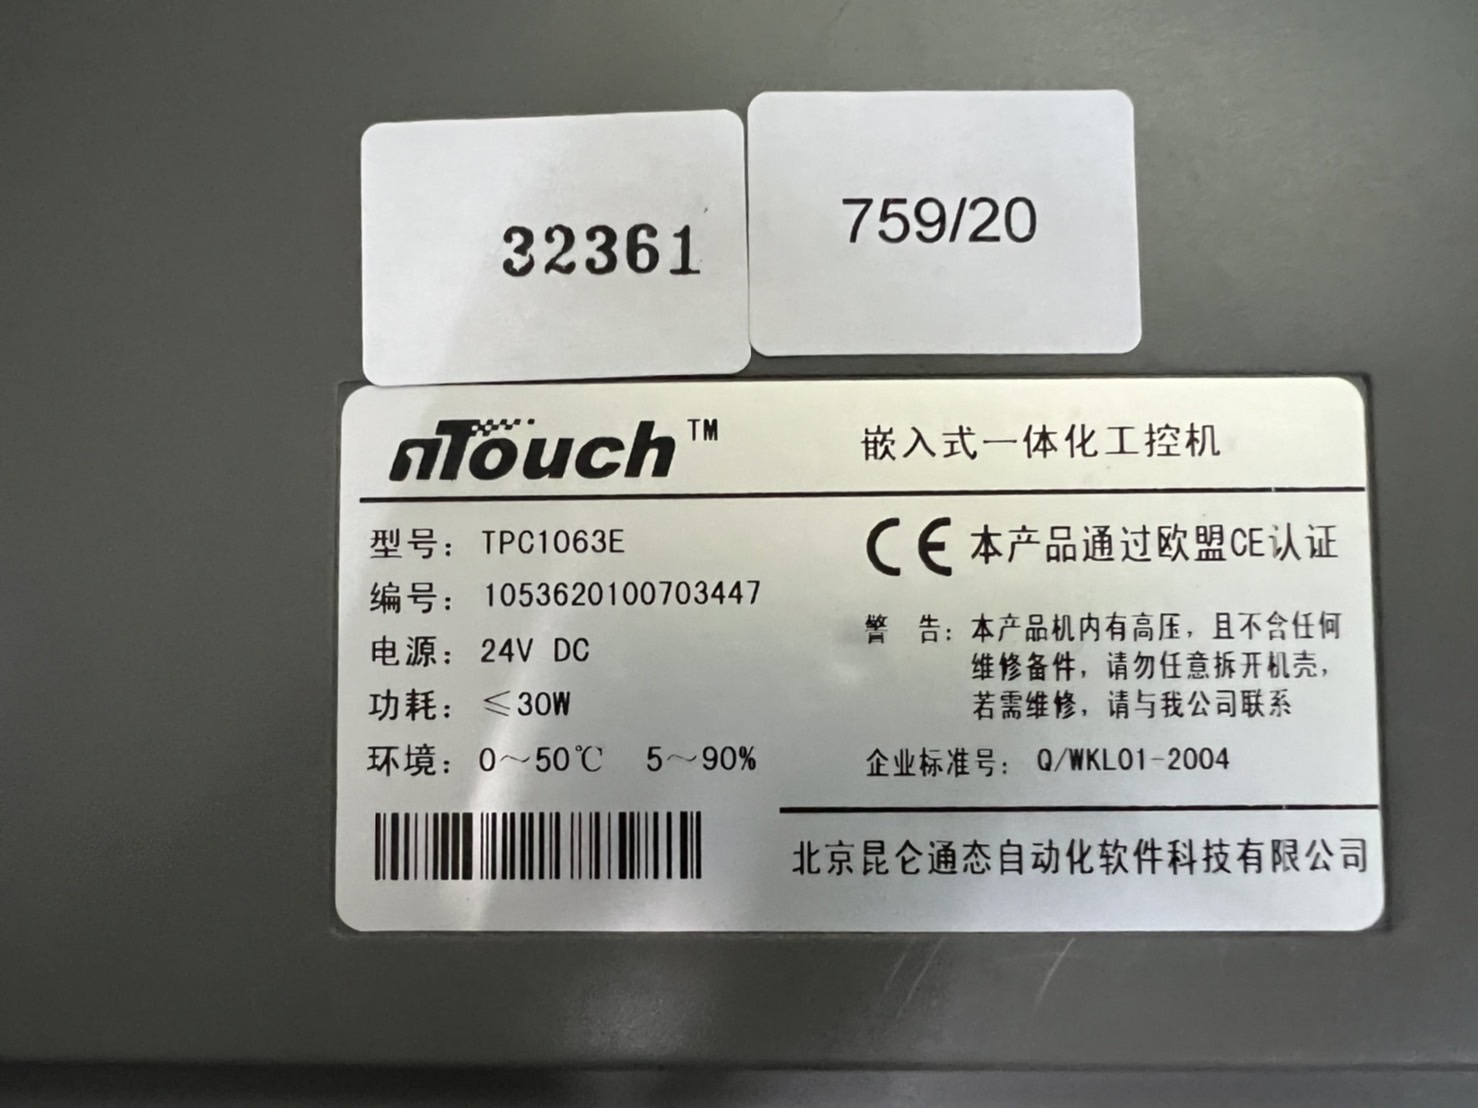 32361
759/20
nTouch™
嵌入式一体化工控机
型号： TPC1063E
编号： 1053620100703447
电源： 24V DC
功耗： ≤30W
环境： 0～50℃ 5～90%
CE 本产品通过欧盟CE认证
警 告： 本产品机内有高压，且不含任何
维修备件，请勿任意拆开机壳，
若需维修，请与我公司联系
企业标准号： Q/WKL01-2004
北京昆仑通态自动化软件科技有限公司